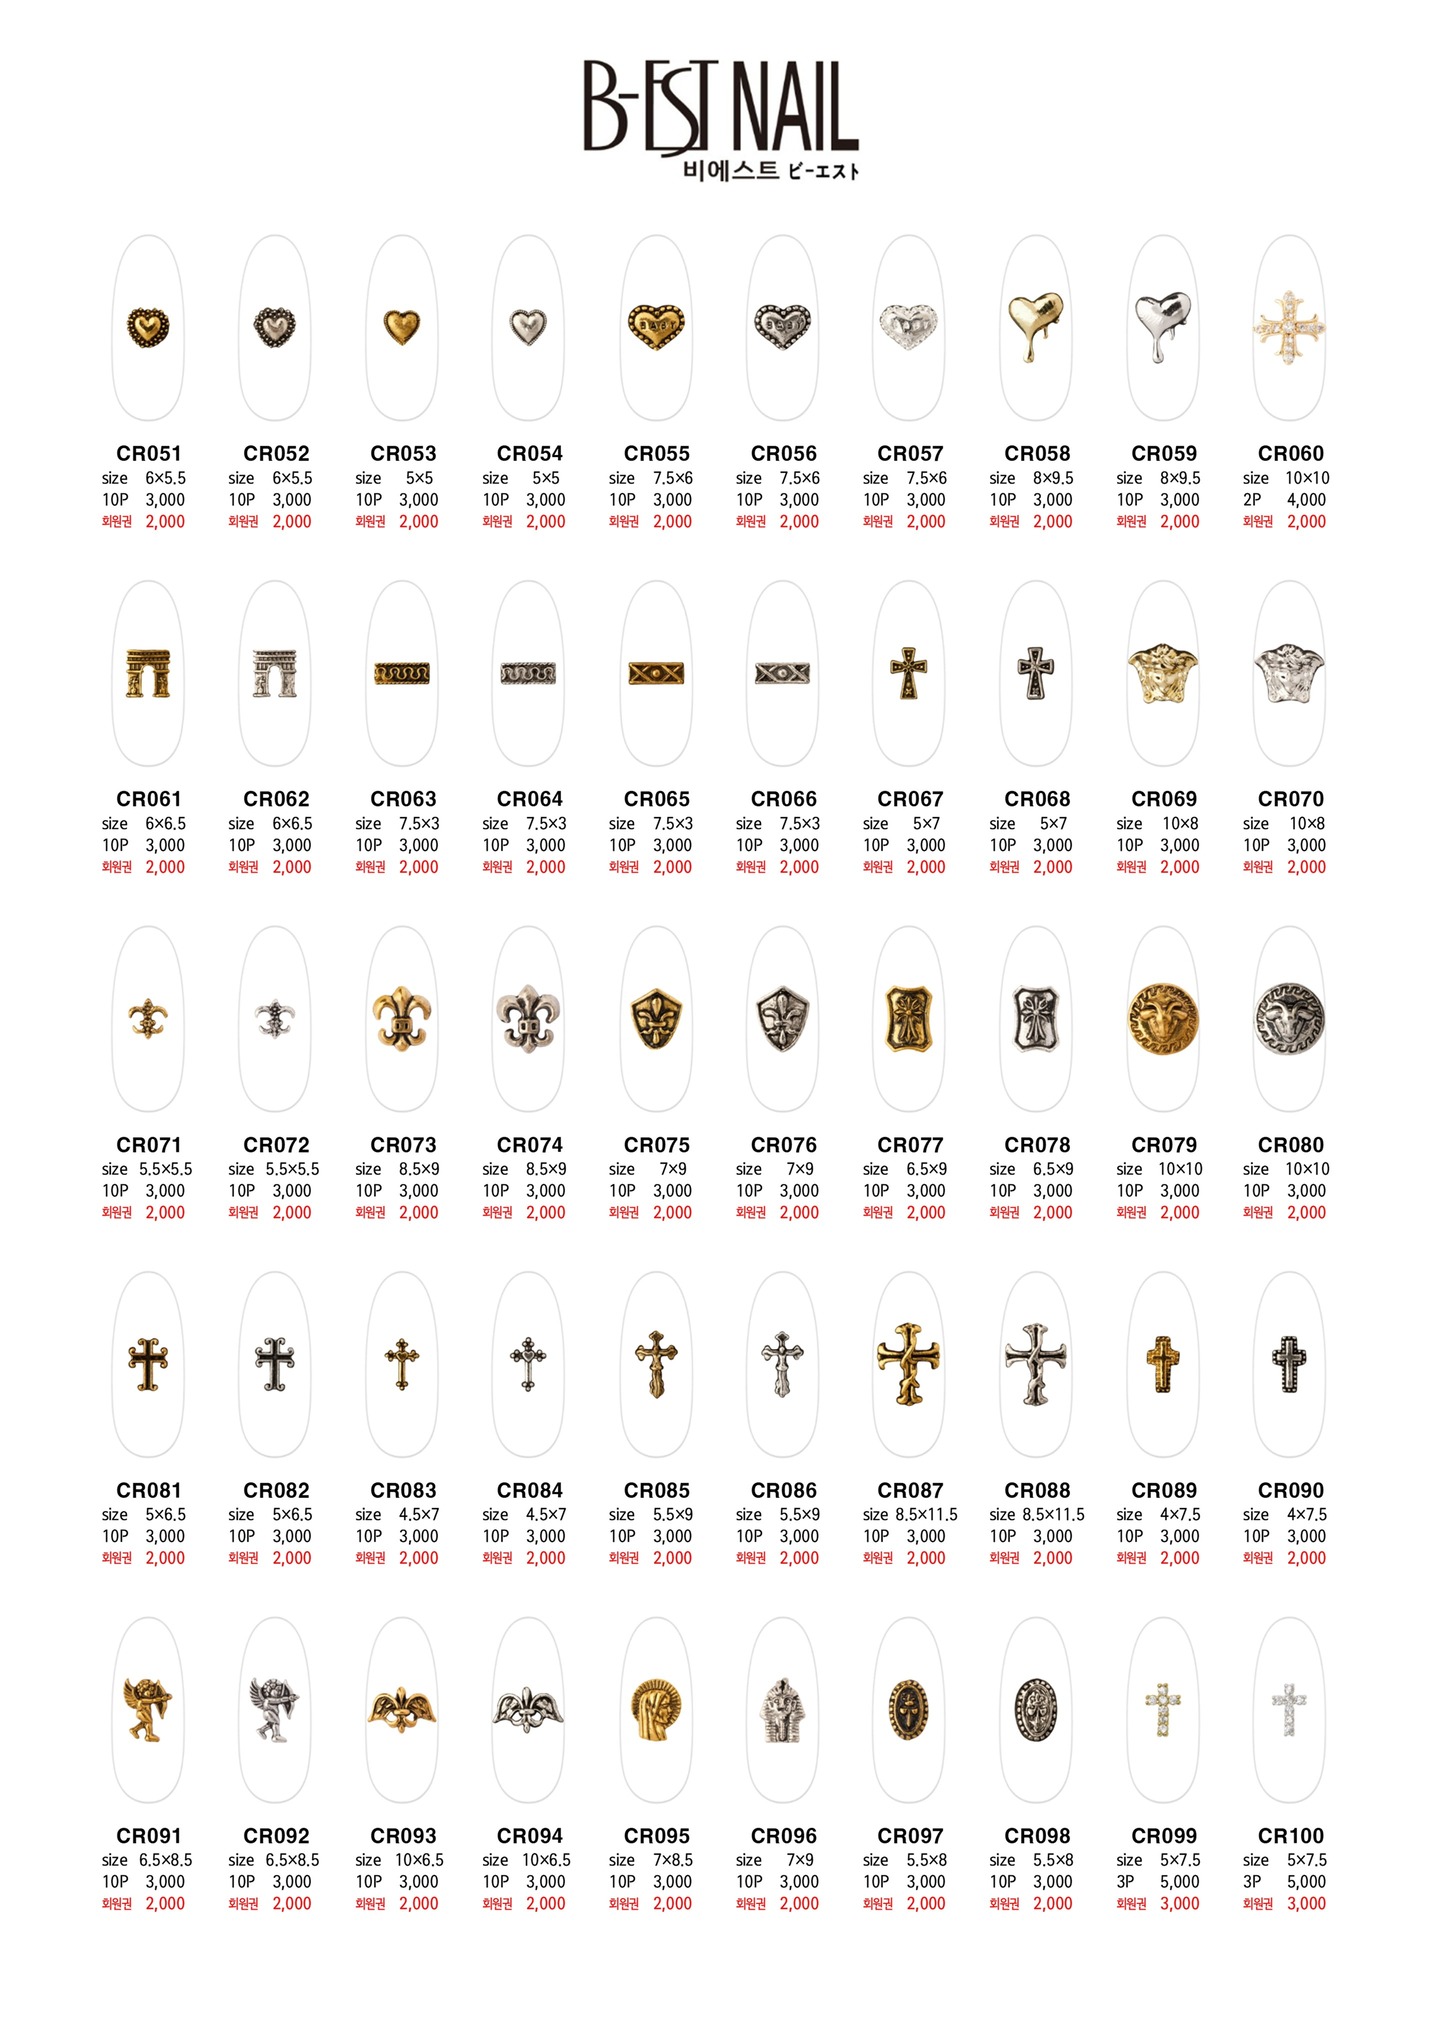 B-EST NAIL
비에스트 ビーエスト
BABY BABY BABY
CR051 CR052 CR053 CR054 CR055 CR056 CR057 CR058 CR059 CR060
size 6×5.5 size 6×5.5 size 5×5 size 5×5 size 7.5×6 size 7.5×6 size 7.5×6 size 8×9.5 size 8×9.5 size 10×10
10P 3,000 10P 3,000 10P 3,000 10P 3,000 10P 3,000 10P 3,000 10P 3,000 10P 3,000 10P 3,000 2P 4,000
회원권 2,000 회원권 2,000 회원권 2,000 회원권 2,000 회원권 2,000 회원권 2,000 회원권 2,000 회원권 2,000 회원권 2,000 회원권 2,000
CR061 CR062 CR063 CR064 CR065 CR066 CR067 CR068 CR069 CR070
size 6×6.5 size 6×6.5 size 7.5×3 size 7.5×3 size 7.5×3 size 7.5×3 size 5×7 size 5×7 size 10×8 size 10×8
10P 3,000 10P 3,000 10P 3,000 10P 3,000 10P 3,000 10P 3,000 10P 3,000 10P 3,000 10P 3,000 10P 3,000
회원권 2,000 회원권 2,000 회원권 2,000 회원권 2,000 회원권 2,000 회원권 2,000 회원권 2,000 회원권 2,000 회원권 2,000 회원권 2,000
CR071 CR072 CR073 CR074 CR075 CR076 CR077 CR078 CR079 CR080
size 5.5×5.5 size 5.5×5.5 size 8.5×9 size 8.5×9 size 7×9 size 7×9 size 6.5×9 size 6.5×9 size 10×10 size 10×10
10P 3,000 10P 3,000 10P 3,000 10P 3,000 10P 3,000 10P 3,000 10P 3,000 10P 3,000 10P 3,000 10P 3,000
회원권 2,000 회원권 2,000 회원권 2,000 회원권 2,000 회원권 2,000 회원권 2,000 회원권 2,000 회원권 2,000 회원권 2,000 회원권 2,000
CR081 CR082 CR083 CR084 CR085 CR086 CR087 CR088 CR089 CR090
size 5×6.5 size 5×6.5 size 4.5×7 size 4.5×7 size 5.5×9 size 5.5×9 size 8.5×11.5 size 8.5×11.5 size 4×7.5 size 4×7.5
10P 3,000 10P 3,000 10P 3,000 10P 3,000 10P 3,000 10P 3,000 10P 3,000 10P 3,000 10P 3,000 10P 3,000
회원권 2,000 회원권 2,000 회원권 2,000 회원권 2,000 회원권 2,000 회원권 2,000 회원권 2,000 회원권 2,000 회원권 2,000 회원권 2,000
CR091 CR092 CR093 CR094 CR095 CR096 CR097 CR098 CR099 CR100
size 6.5×8.5 size 6.5×8.5 size 10×6.5 size 10×6.5 size 7×8.5 size 7×9 size 5.5×8 size 5.5×8 size 5×7.5 size 5×7.5
10P 3,000 10P 3,000 10P 3,000 10P 3,000 10P 3,000 10P 3,000 10P 3,000 10P 3,000 3P 5,000 3P 5,000
회원권 2,000 회원권 2,000 회원권 2,000 회원권 2,000 회원권 2,000 회원권 2,000 회원권 2,000 회원권 2,000 회원권 3,000 회원권 3,000